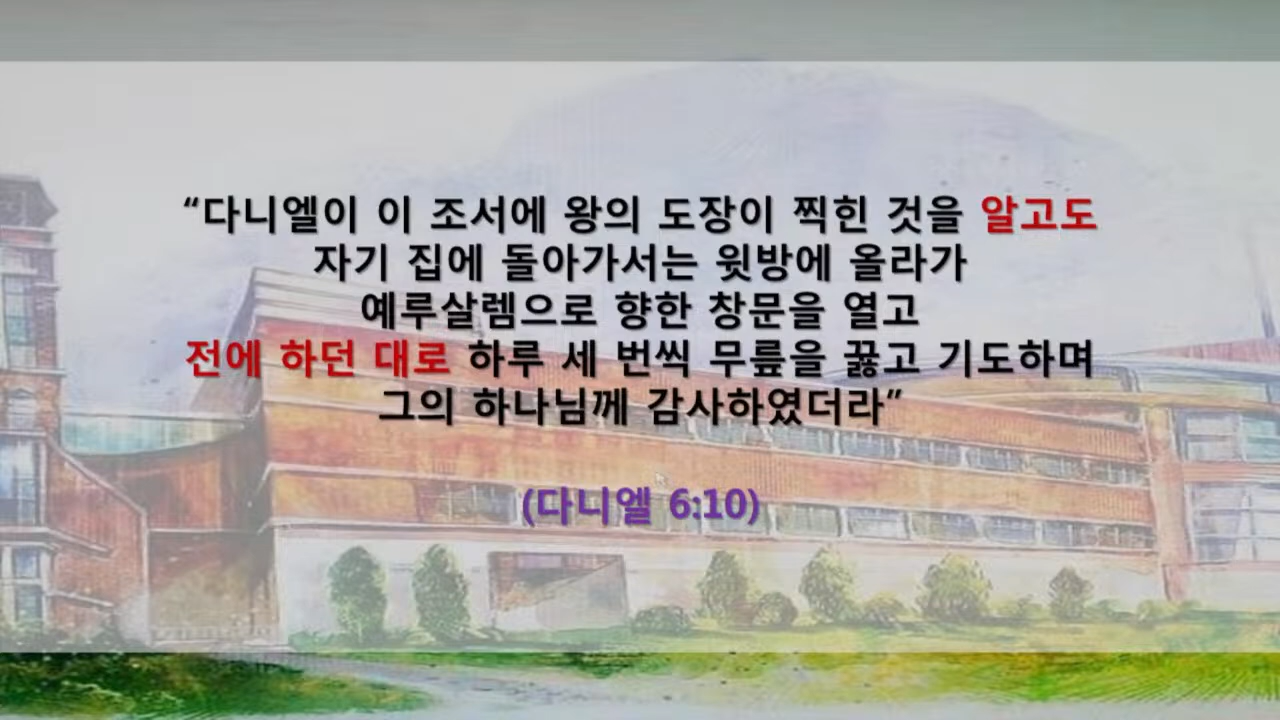 “다니엘이 이 조서에 왕의 도장이 찍힌 것을 알고도
자기 집에 돌아가서는 윗방에 올라가
예루살렘으로 향한 창문을 열고
전에 하던 대로 하루 세 번씩 무릎을 꿇고 기도하며
그의 하나님께 감사하였더라”
(다니엘 6:10)